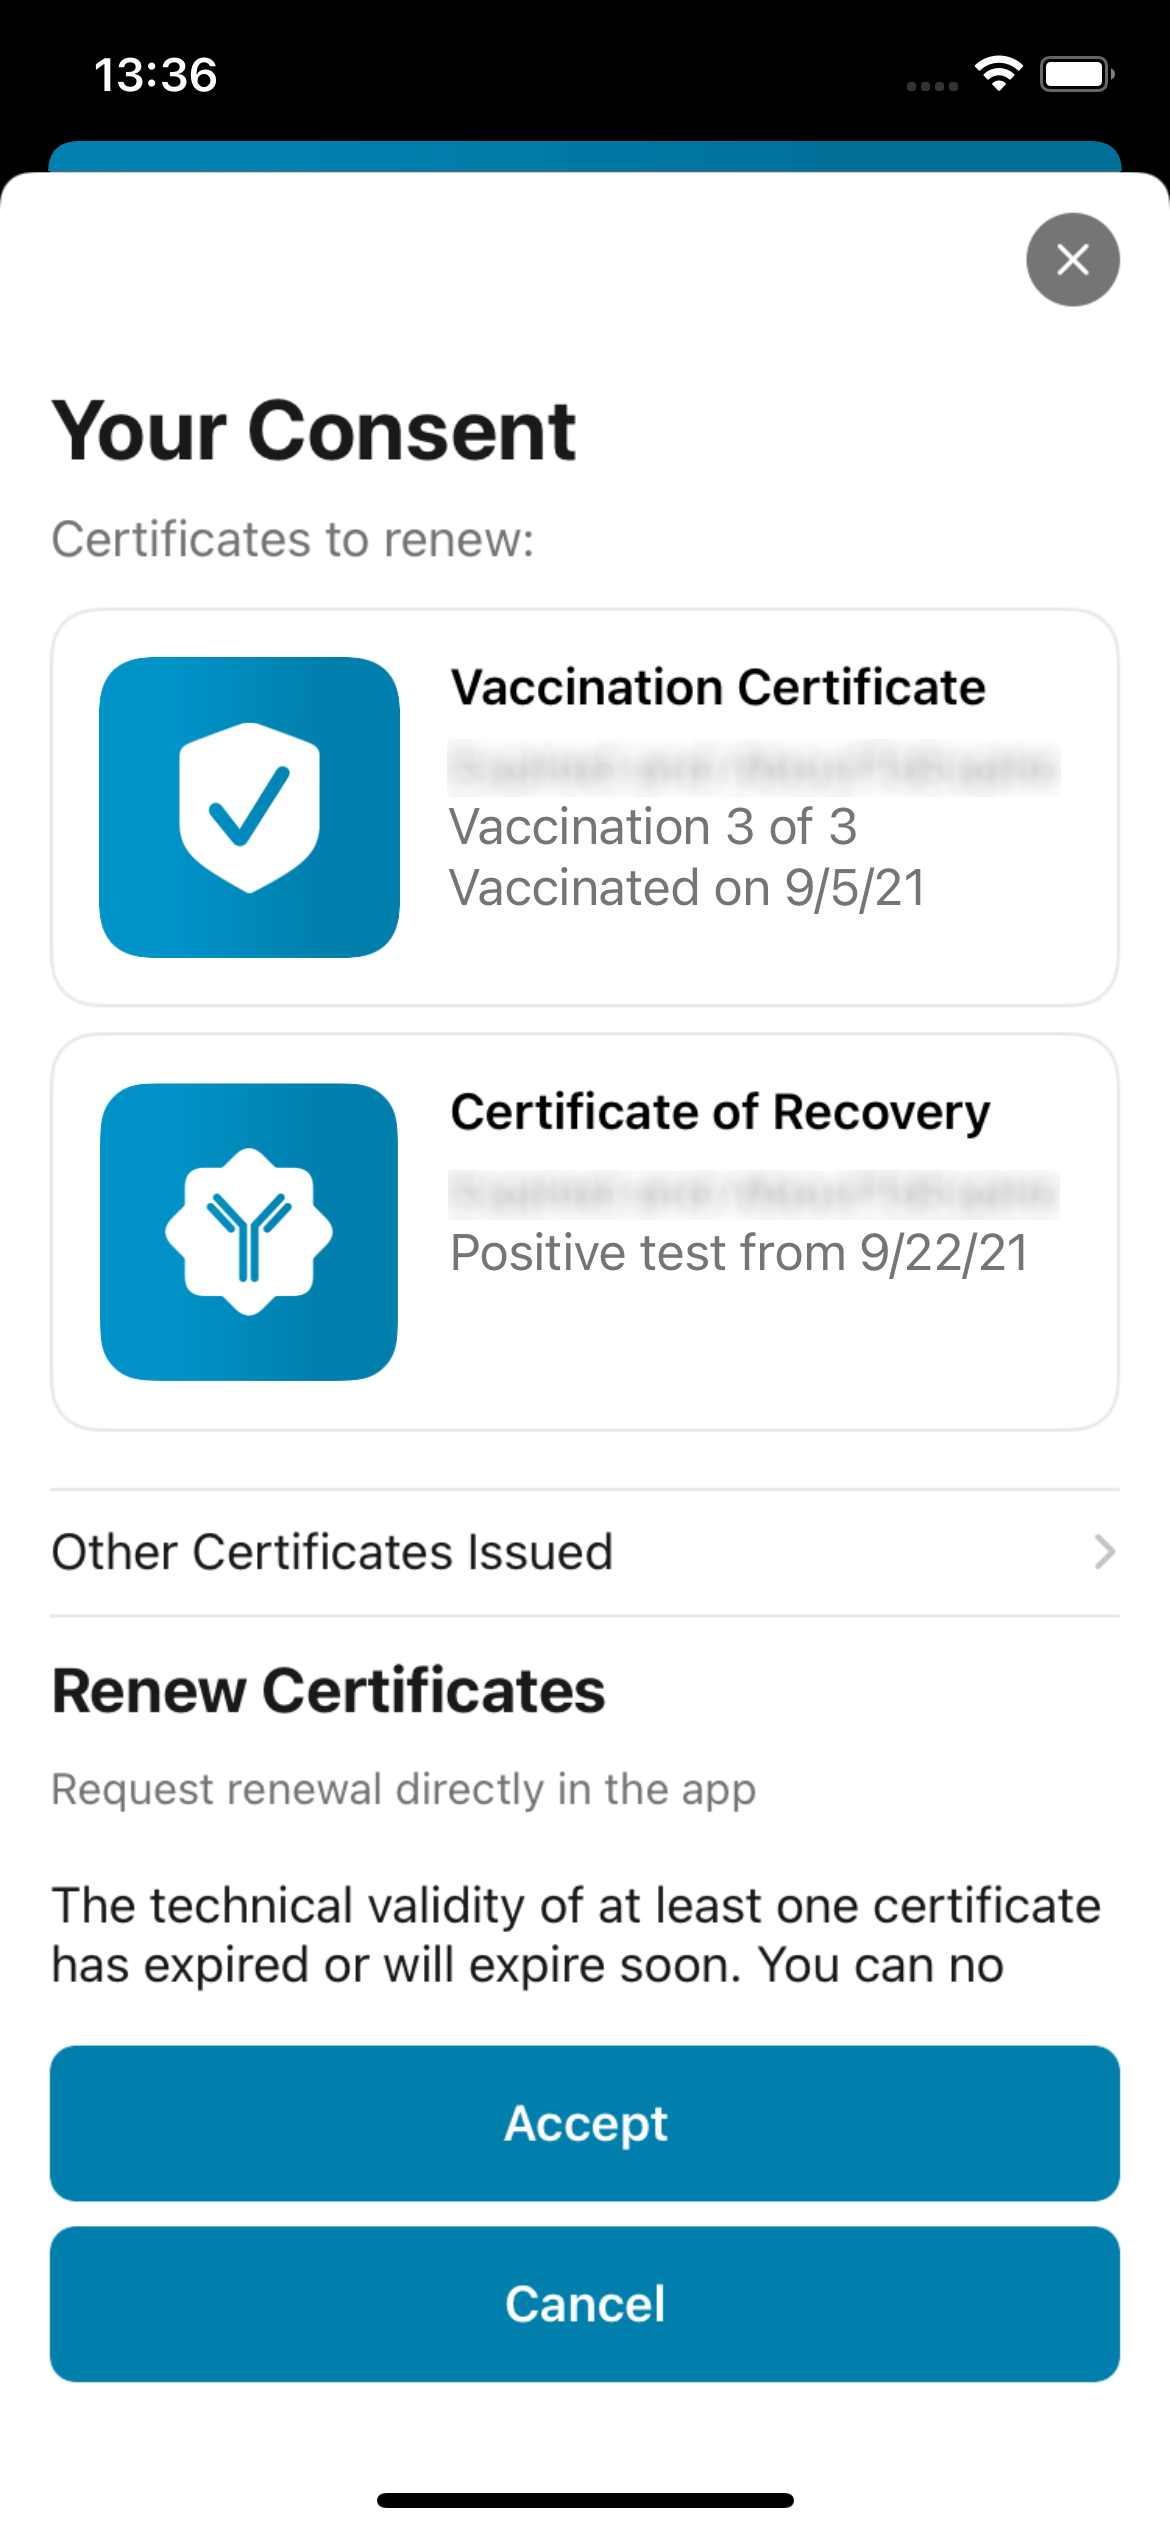 13:36
Your Consent
Certificates to renew:
Vaccination Certificate
Vaccination 3 of 3
Vaccinated on 9/5/21
Certificate of Recovery
Positive test from 9/22/21
Other Certificates Issued
Renew Certificates
Request renewal directly in the app
The technical validity of at least one certificate
has expired or will expire soon. You can no
Accept
Cancel